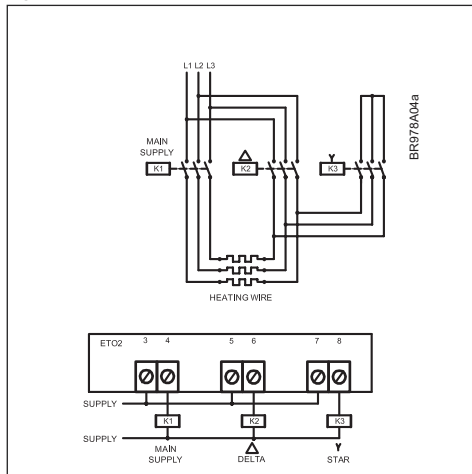 L1 L2 L3
BR978A04a
MAIN
SUPPLY
K1
K2
Y
K3
HEATING WIRE
ETO2
3 4 5 6 7 8
SUPPLY
K1 K2 K3
SUPPLY
MAIN
SUPPLY
DELTA
Y
STAR